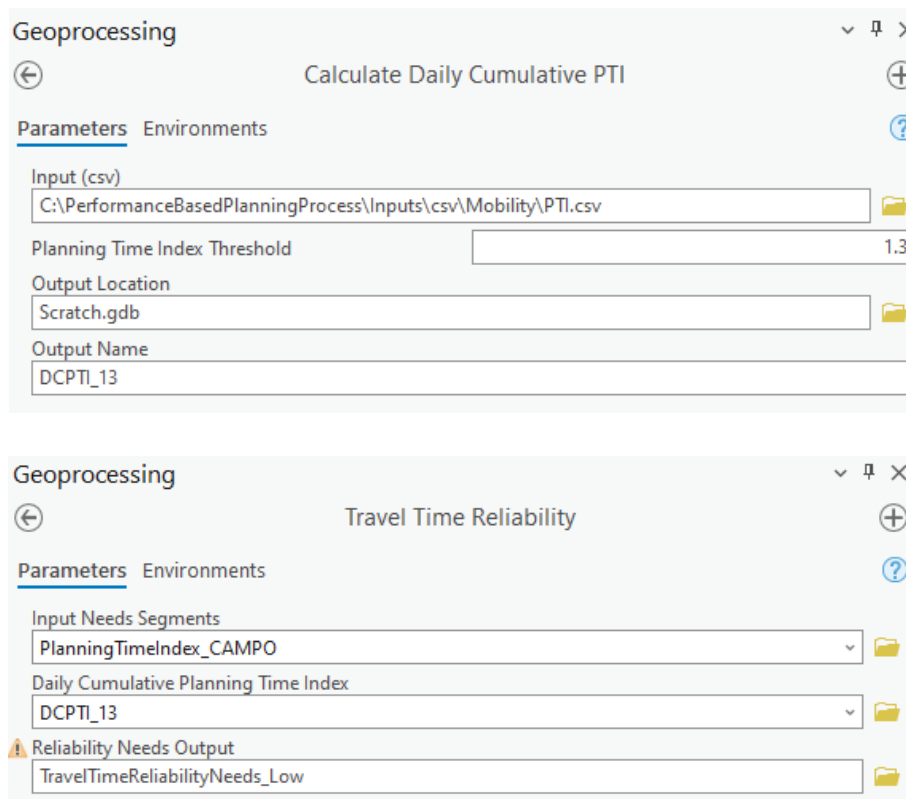 Geoprocessing
Calculate Daily Cumulative PTI
Parameters Environments
Input (csv)
C:\PerformanceBasedPlanningProcess\Inputs\csv\Mobility\PTI.csv
Planning Time Index Threshold 1.3
Output Location
Scratch.gdb
Output Name
DCPTI_13
Geoprocessing
Travel Time Reliability
Parameters Environments
Input Needs Segments
PlanningTimeIndex_CAMPO
Daily Cumulative Planning Time Index
DCPTI_13
Reliability Needs Output
TravelTimeReliabilityNeeds_Low